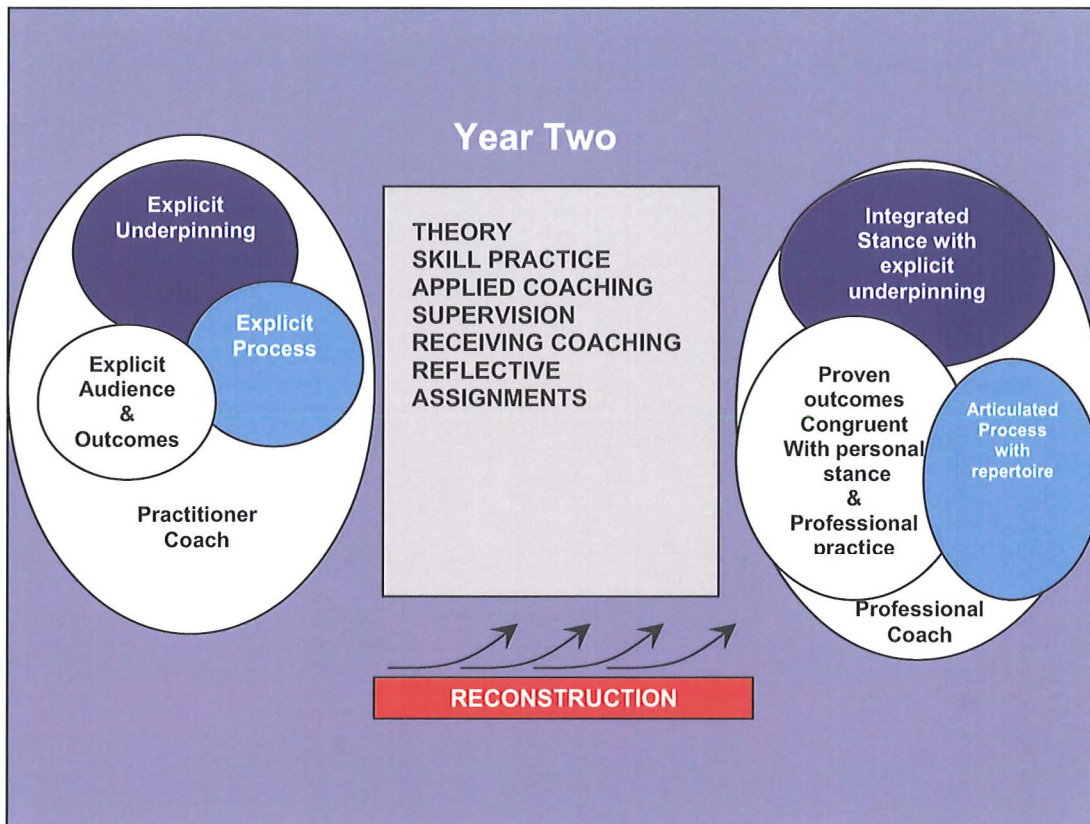 Year Two
Explicit
Underpinning
Explicit
Process
Explicit
Audience
&
Outcomes
Practitioner
Coach
THEORY
SKILL PRACTICE
APPLIED COACHING
SUPERVISION
RECEIVING COACHING
REFLECTIVE
ASSIGNMENTS
RECONSTRUCTION
Integrated
Stance with
explicit
underpinning
Proven
outcomes
Congruent
With personal
stance
&
Professional
practice
Articulated
Process
with
repertoire
Professional
Coach